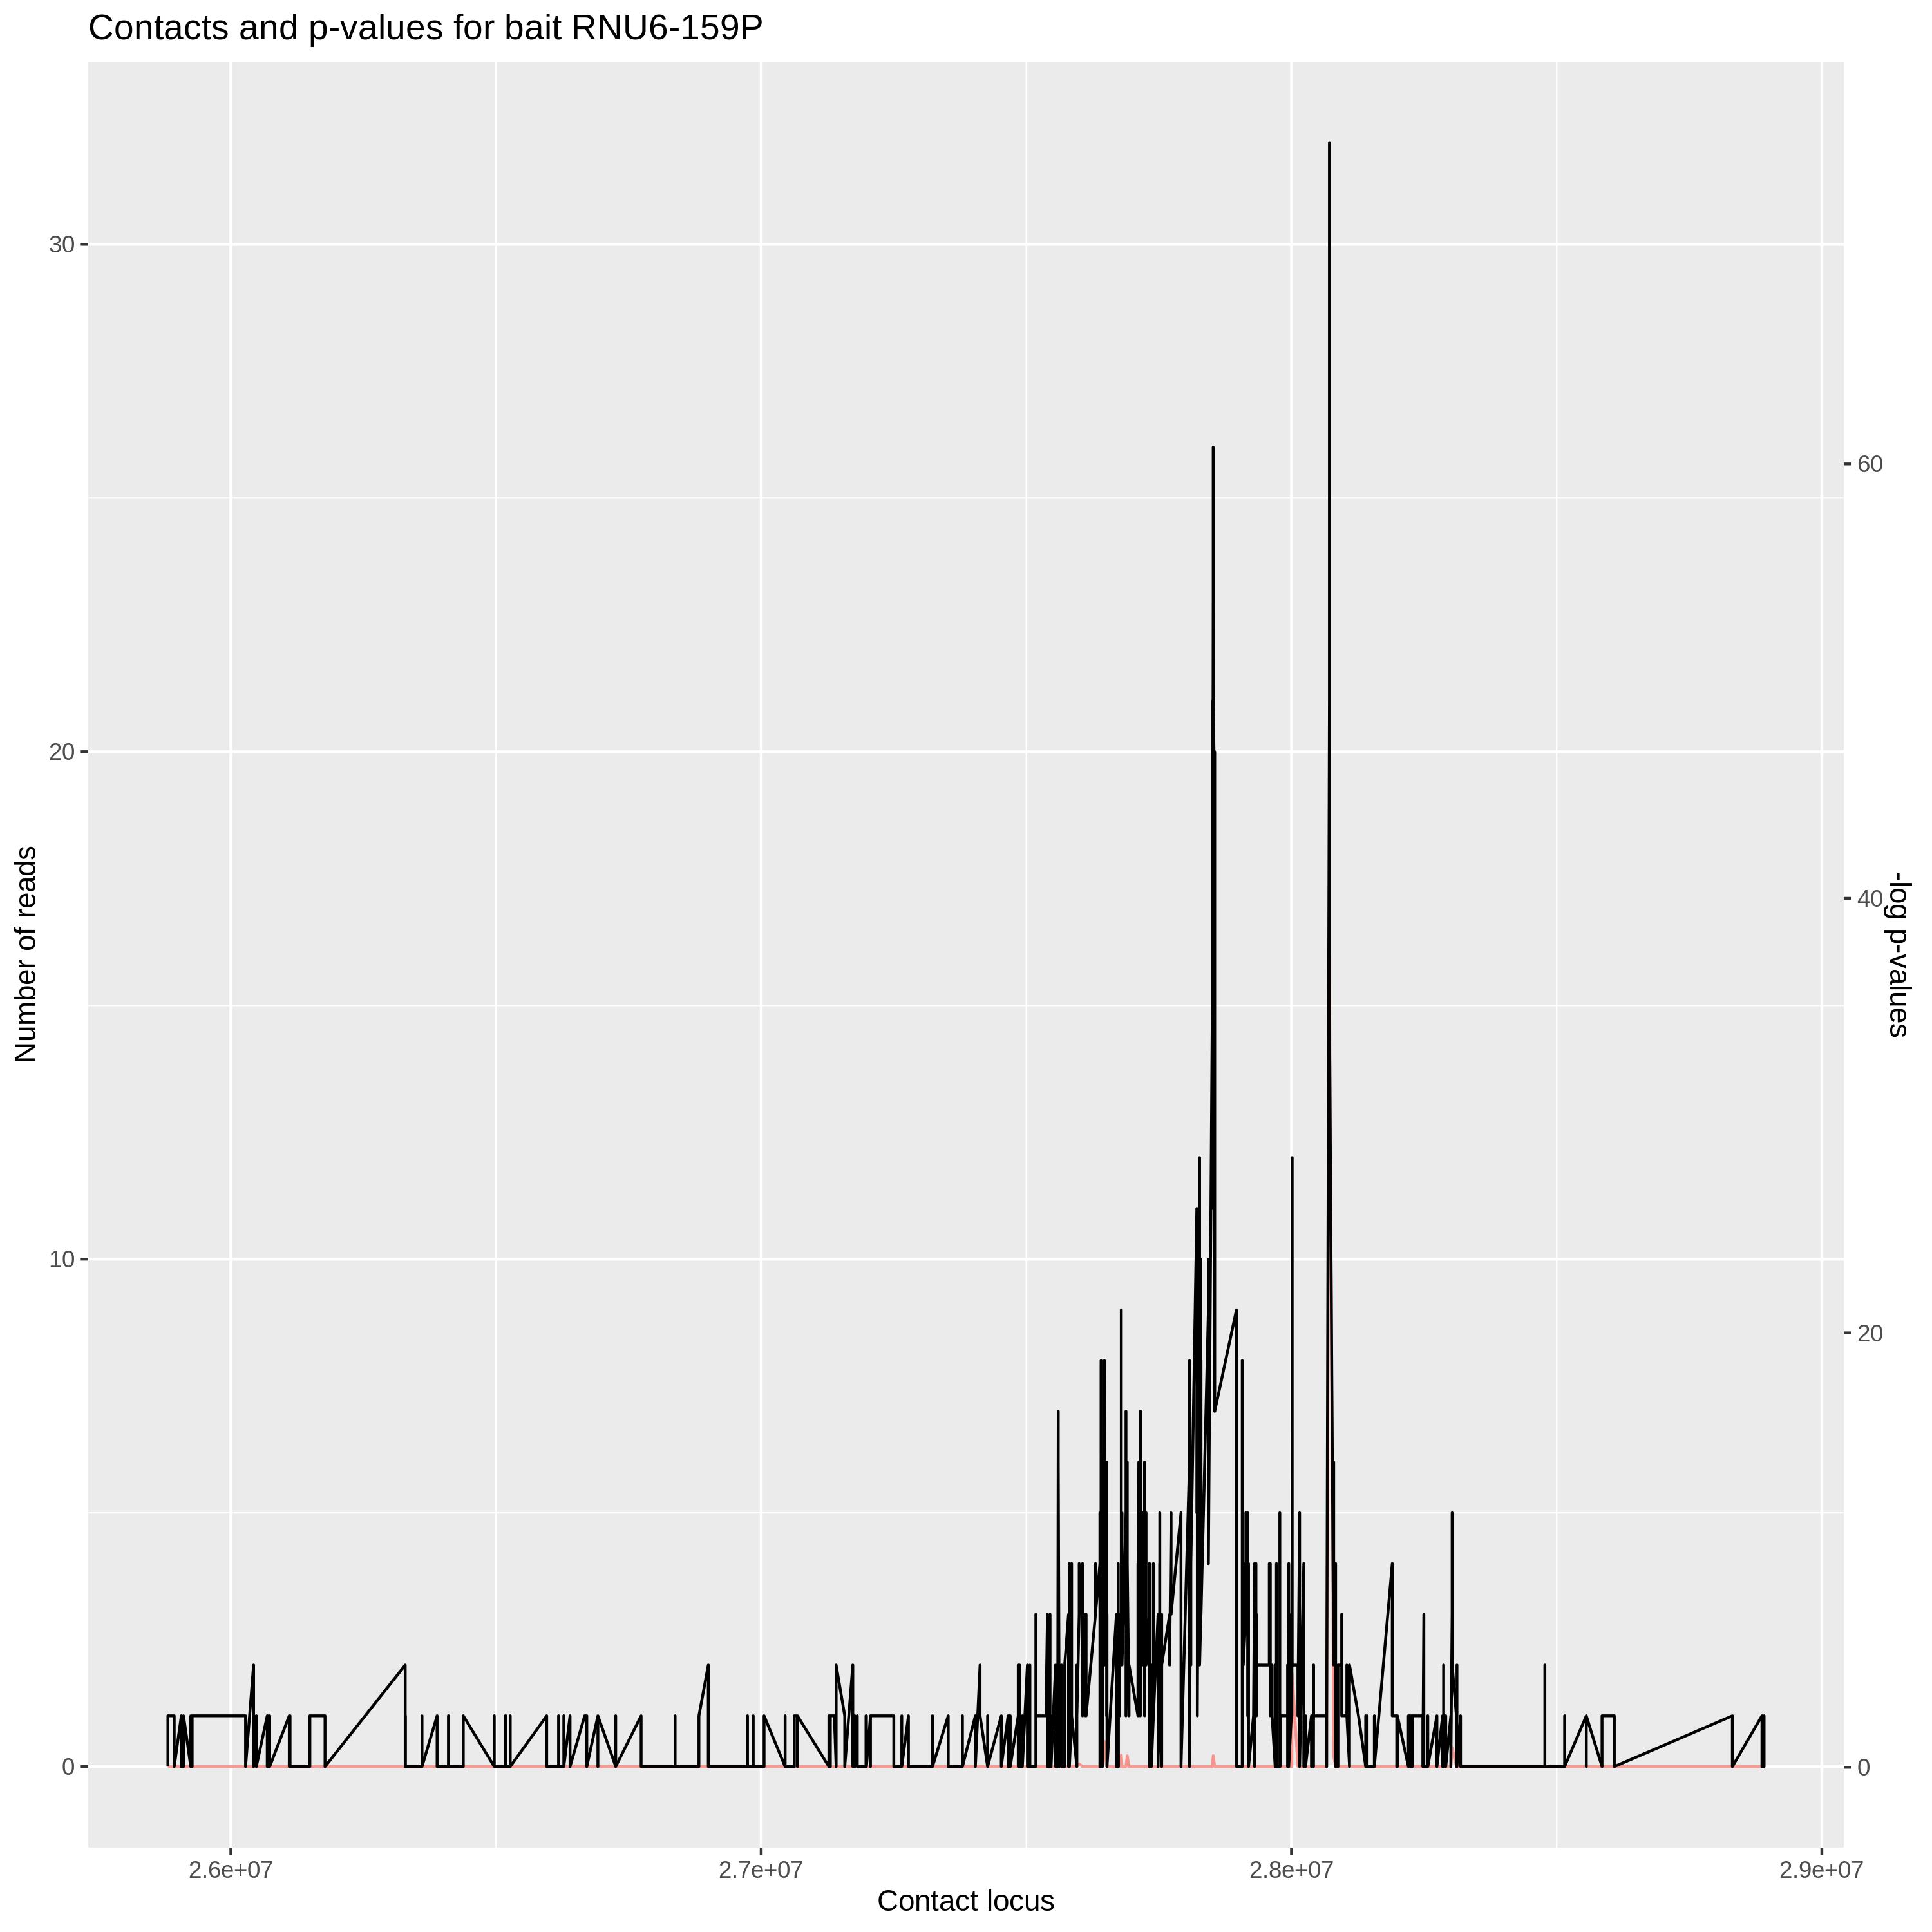 Contacts and p-values for bait RNU6-159P
30
20
10
0
Number of reads
60
40
20
0
-log p-values
2.6e+07
2.7e+07
2.8e+07
2.9e+07
Contact locus